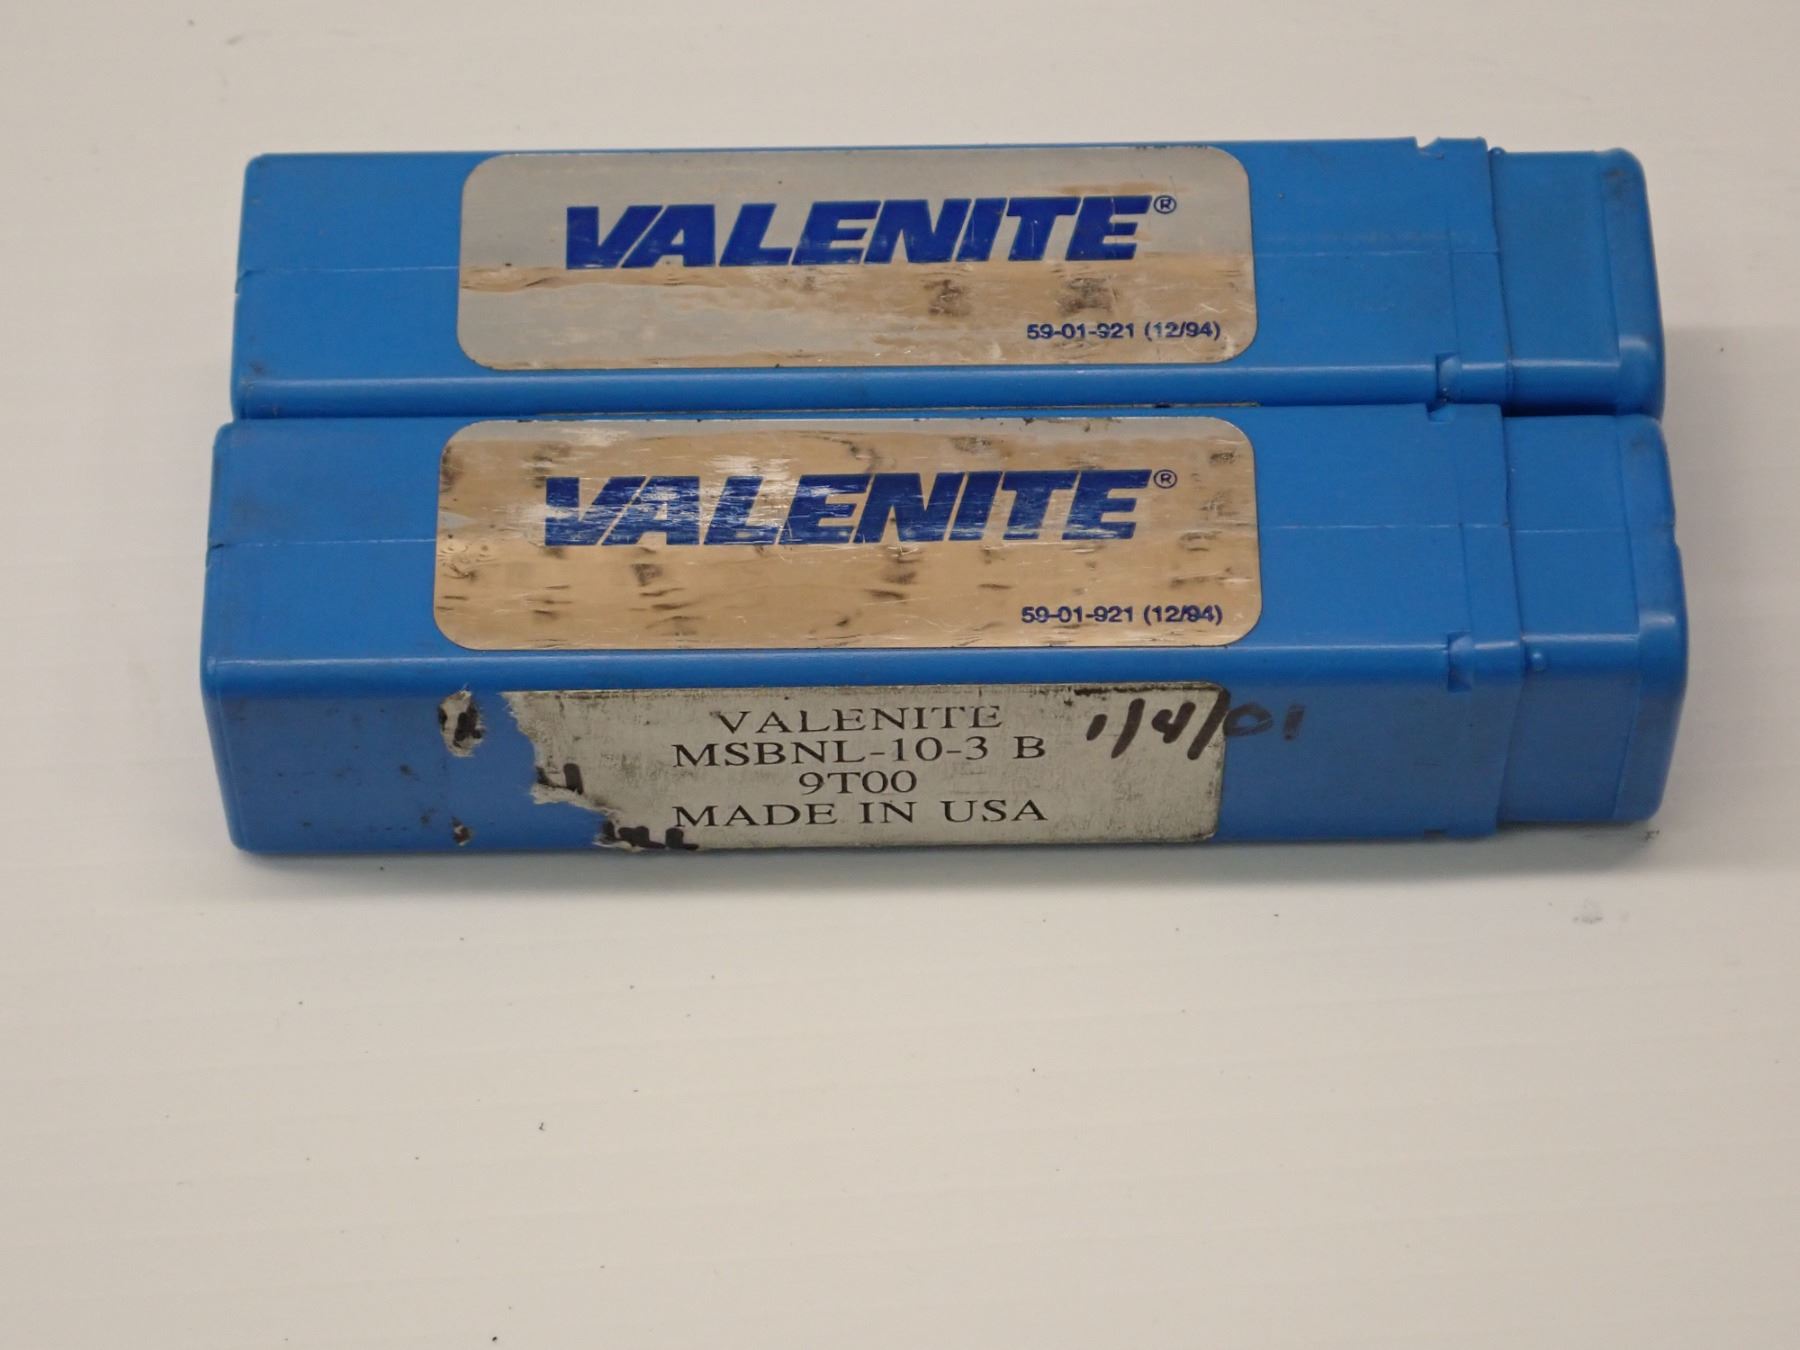 VALENITE®
59-01-921 (12/94)
VALENITE®
59-01-921 (12/94)
VALENITE
MSBNL-10-3 B
9T00
MADE IN USA
1/4/01